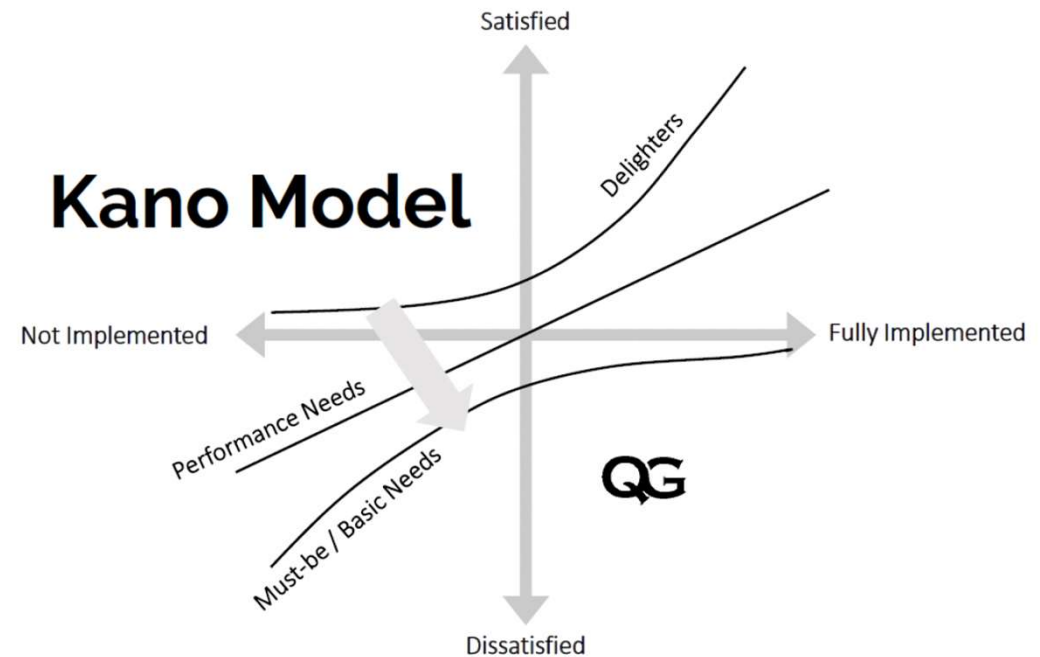 Satisfied
Delighters
Kano Model
Not Implemented
Fully Implemented
Performance Needs
Must-be / Basic Needs
QG
Dissatisfied